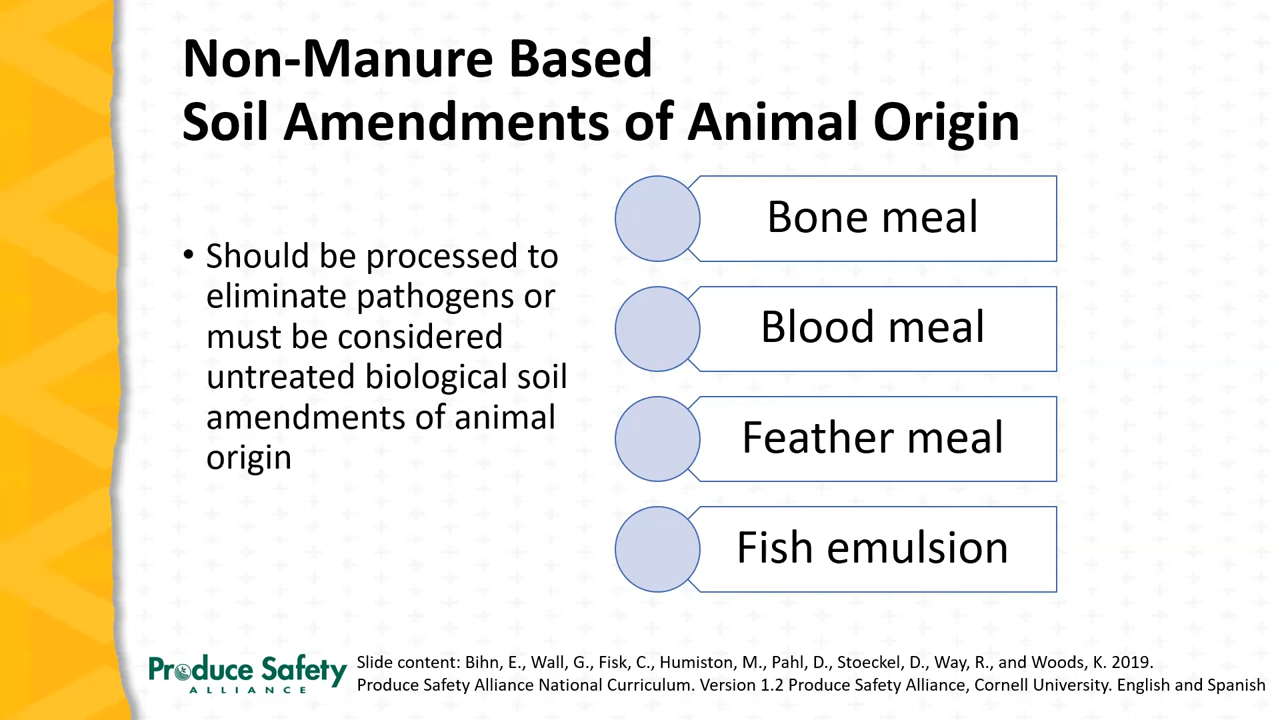 Non-Manure Based
Soil Amendments of Animal Origin
• Should be processed to
eliminate pathogens or
must be considered
untreated biological soil
amendments of animal
origin
Bone meal
Blood meal
Feather meal
Fish emulsion
Produce Safety
ALLIANCE
Slide content: Bihn, E., Wall, G., Fisk, C., Humiston, M., Pahl, D., Stoeckel, D., Way, R., and Woods, K. 2019.
Produce Safety Alliance National Curriculum. Version 1.2 Produce Safety Alliance, Cornell University. English and Spanish